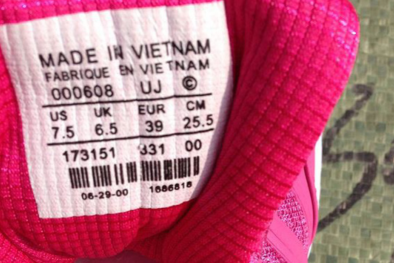 MADE IN VIETNAM
FABRIQUE EN VIETNAM
000608 UJ ©
US UK EUR CM
7.5 6.5 39 25.5
173151 331 00
06-29-00 1686818